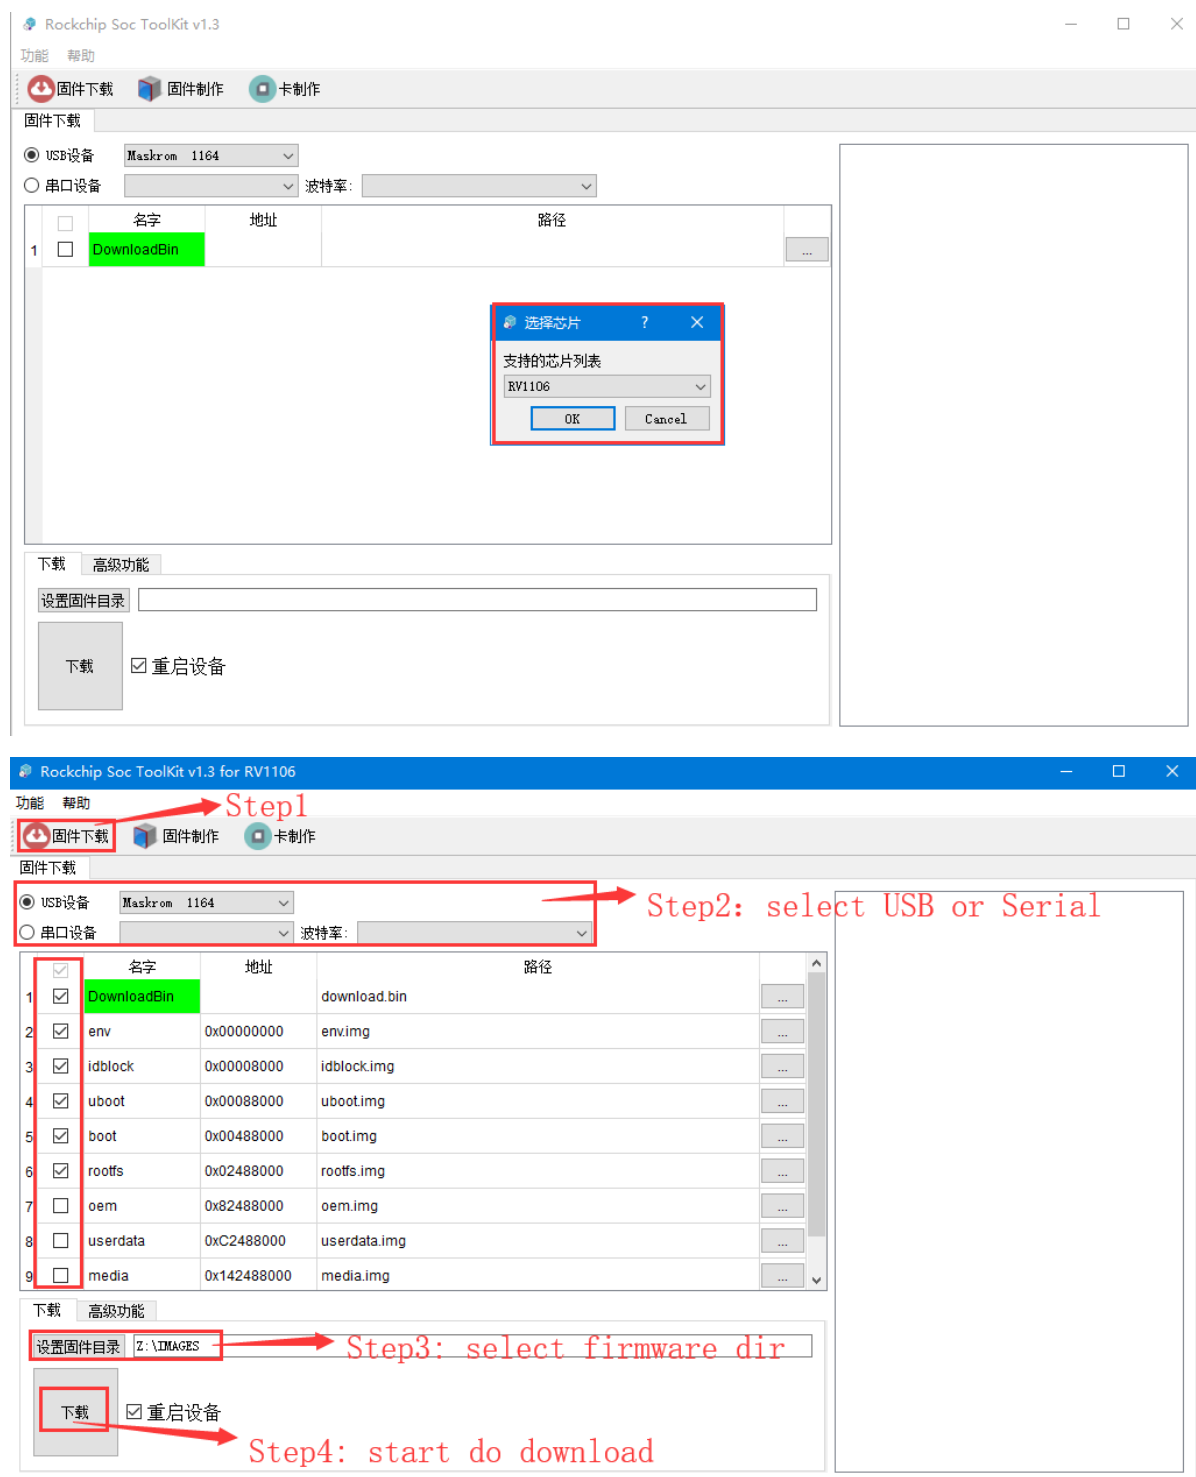 Rockchip Soc ToolKit v1.3
功能 帮助
固件下载 固件制作 卡制作
固件下载
USB设备 Maskrom 1164
串口设备 波特率:
名字 地址 路径
1 DownloadBin ...
选择芯片 ?
支持的芯片列表
RV1106
OK Cancel
下载 高级功能
设置固件目录
下载 重启设备
Rockchip Soc ToolKit v1.3 for RV1106
功能 帮助
Step1
固件下载 固件制作 卡制作
固件下载
USB设备 Maskrom 1164
Step2: select USB or Serial
串口设备 波特率:
名字 地址 路径
1 DownloadBin download.bin ...
2 env 0x00000000 env.img ...
3 idblock 0x00008000 idblock.img ...
4 uboot 0x00088000 uboot.img ...
5 boot 0x00488000 boot.img ...
6 rootfs 0x02488000 rootfs.img ...
7 oem 0x82488000 oem.img ...
8 userdata 0xC2488000 userdata.img ...
9 media 0x142488000 media.img ...
下载 高级功能
设置固件目录 Z:\IMAGES
Step3: select firmware dir
下载 重启设备
Step4: start do download